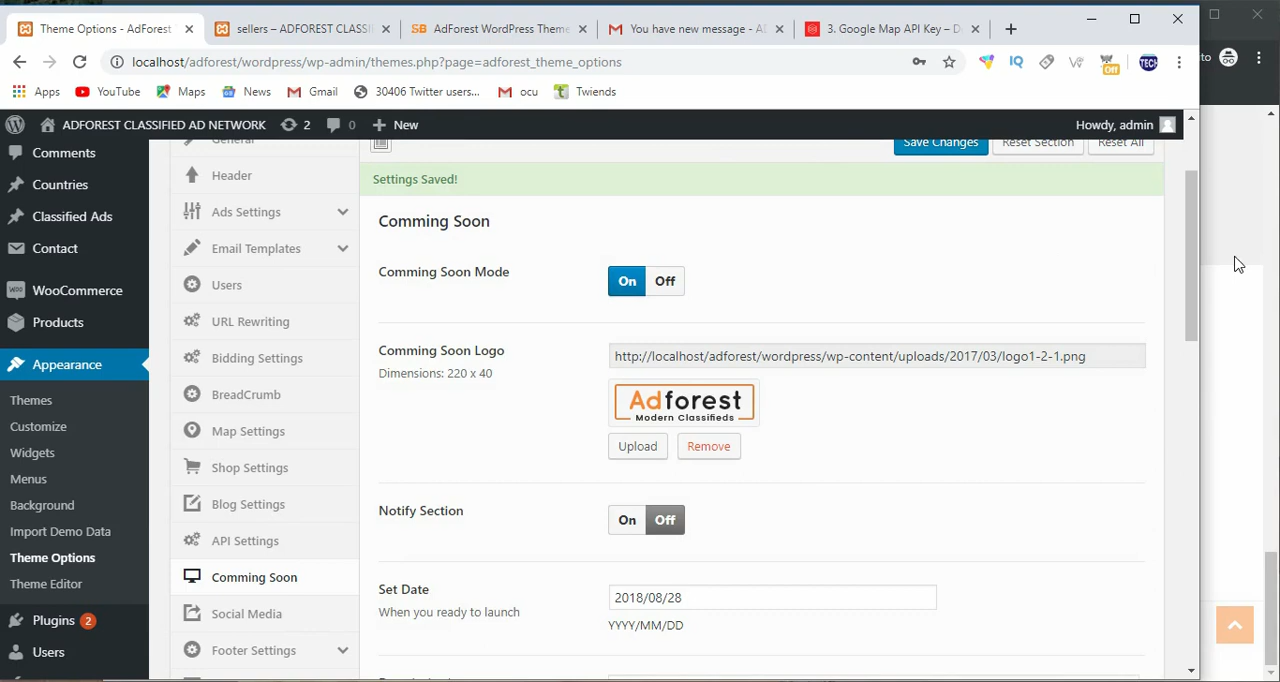 Theme Options - AdForest
sellers – ADFOREST CLASSIFI
AdForest WordPress Theme
You have new message - A
3. Google Map API Key – D
localhost/adforest/wordpress/wp-admin/themes.php?page=adforest_theme_options
Off
TECH
Apps
YouTube
Maps
News
Gmail
30406 Twitter users...
ocu
Twiends
ADFOREST CLASSIFIED AD NETWORK
2
0
New
Howdy, admin
Comments
Countries
Classified Ads
Contact
WooCommerce
Products
Appearance
Themes
Customize
Widgets
Menus
Background
Import Demo Data
Theme Options
Theme Editor
Plugins 2
Users
General
Header
Ads Settings
Email Templates
Users
URL Rewriting
Bidding Settings
BreadCrumb
Map Settings
Shop Settings
Blog Settings
API Settings
Comming Soon
Social Media
Footer Settings
Save Changes
Reset Section
Reset All
Settings Saved!
Comming Soon
Comming Soon Mode
On Off
Comming Soon Logo
Dimensions: 220 x 40
http://localhost/adforest/wordpress/wp-content/uploads/2017/03/logo1-2-1.png
Adforest
Modern Classifieds
Upload
Remove
Notify Section
On Off
Set Date
When you ready to launch
2018/08/28
YYYY/MM/DD